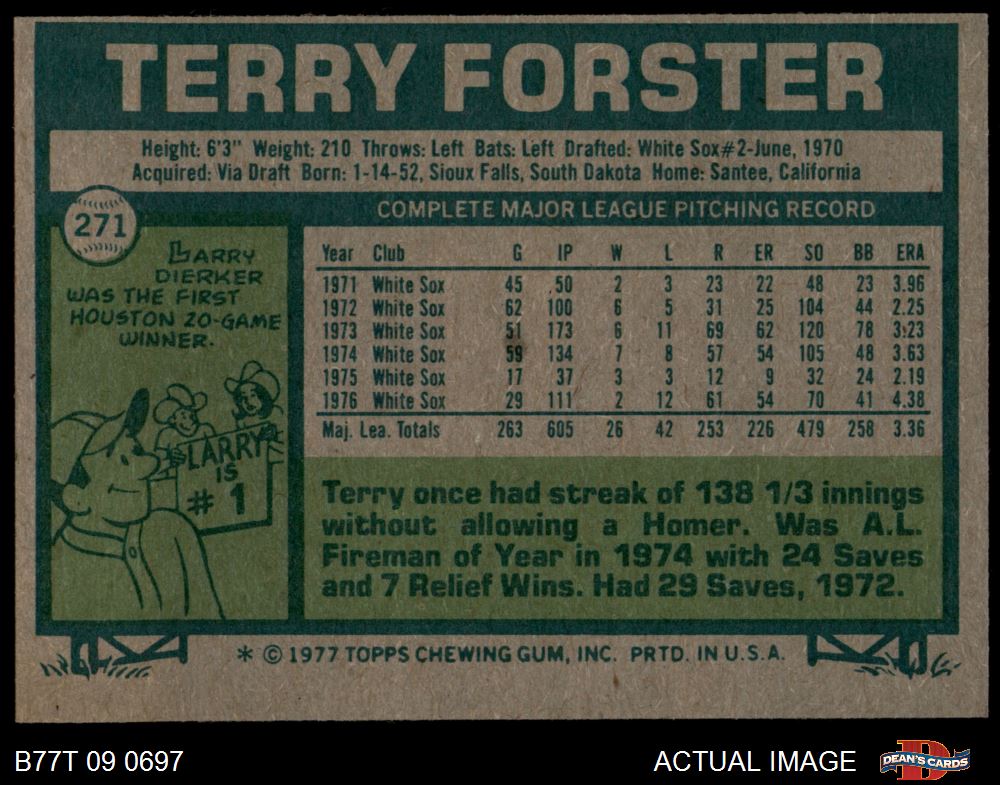 TERRY FORSTER
Height: 6'3" Weight: 210 Throws: Left Bats: Left Drafted: White Sox#2-June, 1970
Acquired: Via Draft Born: 1-14-52, Sioux Falls, South Dakota Home: Santee, California
271
LARRY
DIERKER
WAS THE FIRST
HOUSTON 20-GAME
WINNER.
LARRY
IS
# 1
COMPLETE MAJOR LEAGUE PITCHING RECORD
Year Club G IP W L R ER SO BB ERA
1971 White Sox 45 50 2 3 23 22 48 23 3.96
1972 White Sox 62 100 6 5 31 25 104 44 2.25
1973 White Sox 51 173 6 11 69 62 120 78 3.23
1974 White Sox 59 134 7 8 57 54 105 48 3.63
1975 White Sox 17 37 3 3 12 9 32 24 2.19
1976 White Sox 29 111 2 12 61 54 70 41 4.38
Maj. Lea. Totals 263 605 26 42 253 226 479 258 3.36
Terry once had streak of 138 1/3 innings
without allowing a Homer. Was A.L.
Fireman of Year in 1974 with 24 Saves
and 7 Relief Wins. Had 29 Saves, 1972.
* © 1977 TOPPS CHEWING GUM, INC. PRTD. IN U.S.A.
B77T 09 0697
ACTUAL IMAGE
D
DEAN'S CARDS